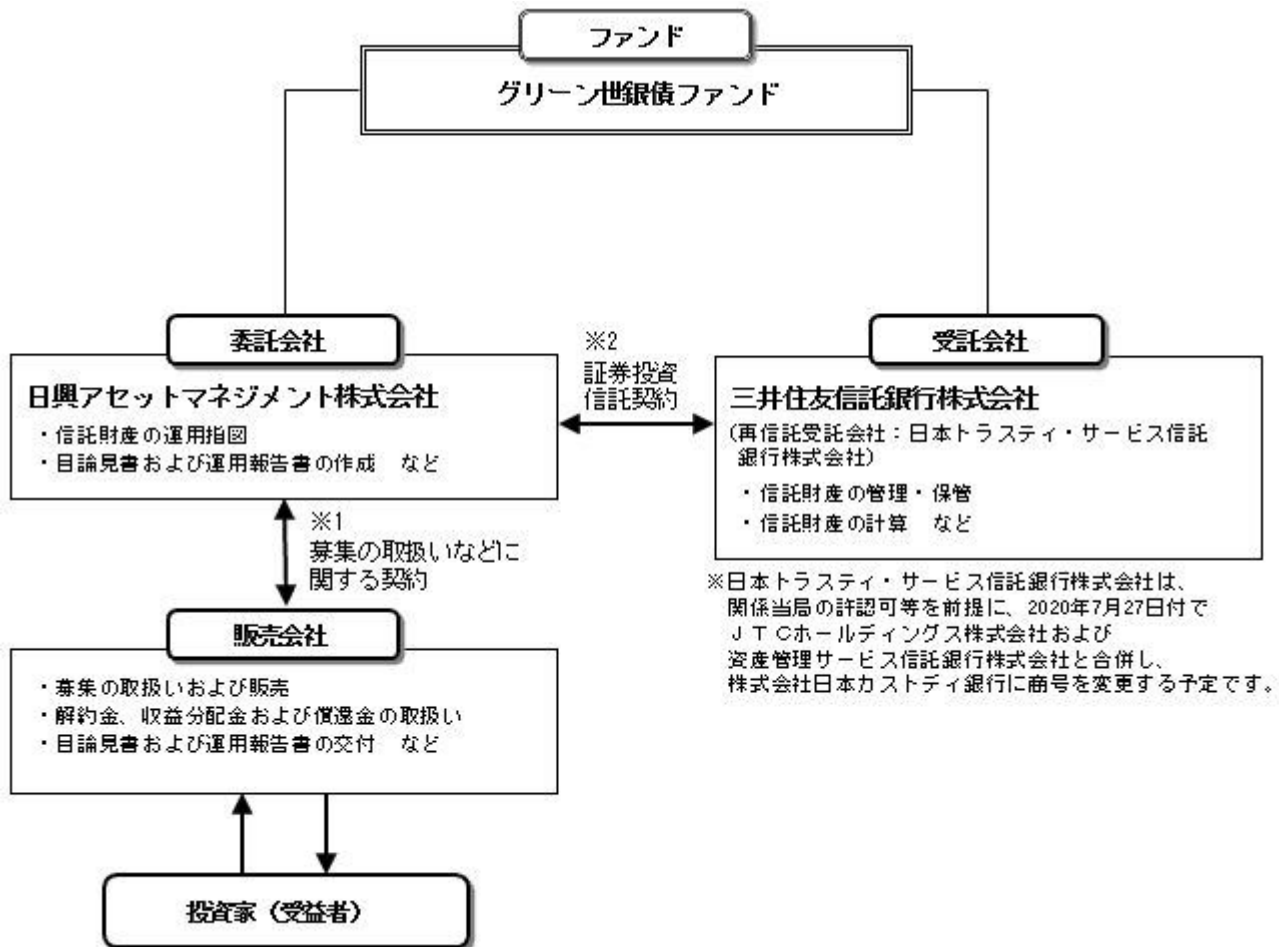 ファンド
グリーン世銀債ファンド
委託会社
日興アセットマネジメント株式会社
・信託財産の運用指図
・目論見書および運用報告書の作成　など
※2
証券投資
信託契約
受託会社
三井住友信託銀行株式会社
(再信託受託会社：日本トラスティ・サービス信託
銀行株式会社)
・信託財産の管理・保管
・信託財産の計算　など
※1
募集の取扱いなどに
関する契約
※日本トラスティ・サービス信託銀行株式会社は、
関係当局の許認可等を前提に、2020年7月27日付で
ＪＴＣホールディングス株式会社および
資産管理サービス信託銀行株式会社と合併し、
株式会社日本カストディ銀行に商号を変更する予定です。
販売会社
・募集の取扱いおよび販売
・解約金、収益分配金および償還金の取扱い
・目論見書および運用報告書の交付　など
投資家（受益者）